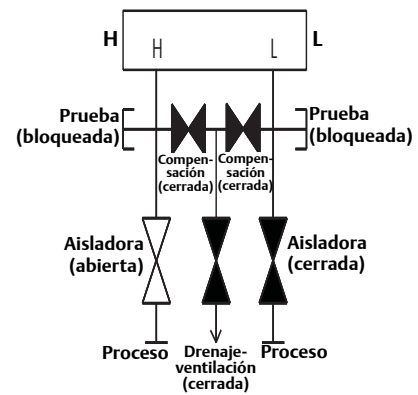 H
H
L
L
Prueba
(bloqueada)
Prueba
(bloqueada)
Compen-
sación
(cerrada)
Compen-
sación
(cerrada)
Aisladora
(abierta)
Aisladora
(cerrada)
Proceso
Drenaje-
ventilación
(cerrada)
Proceso